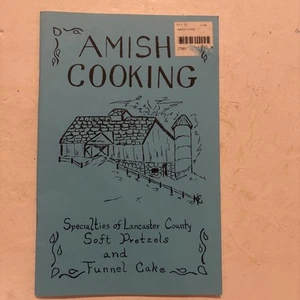 AMISH
COOKING
Specialties of Lancaster County
Soft Pretzels
and
Funnel Cake